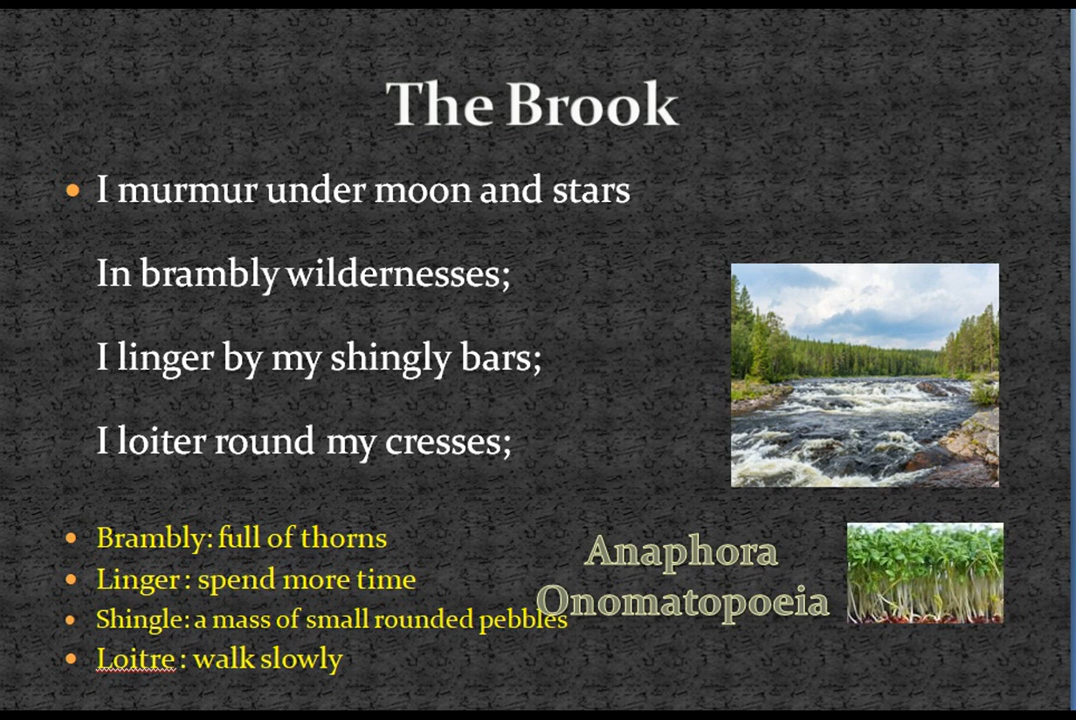 The Brook
I murmur under moon and stars
In brambly wildernesses;
I linger by my shingly bars;
I loiter round my cresses;
Brambly: full of thorns
Linger : spend more time
Shingle: a mass of small rounded pebbles
Loitre : walk slowly
Anaphora
Onomatopoeia